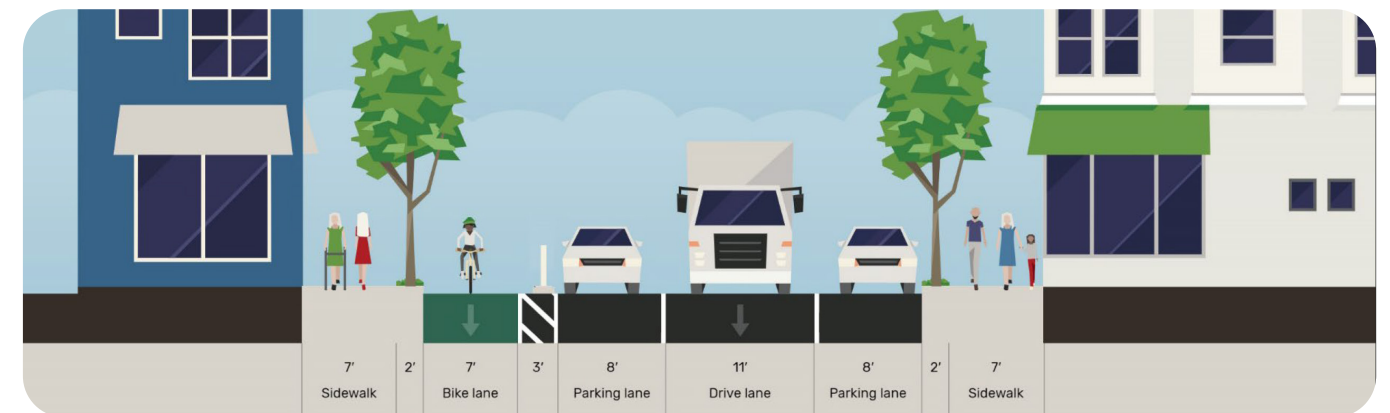 7′
2′
7′
3′
8′
11′
8′
2′
7′
Sidewalk
Bike lane
Parking lane
Drive lane
Parking lane
Sidewalk